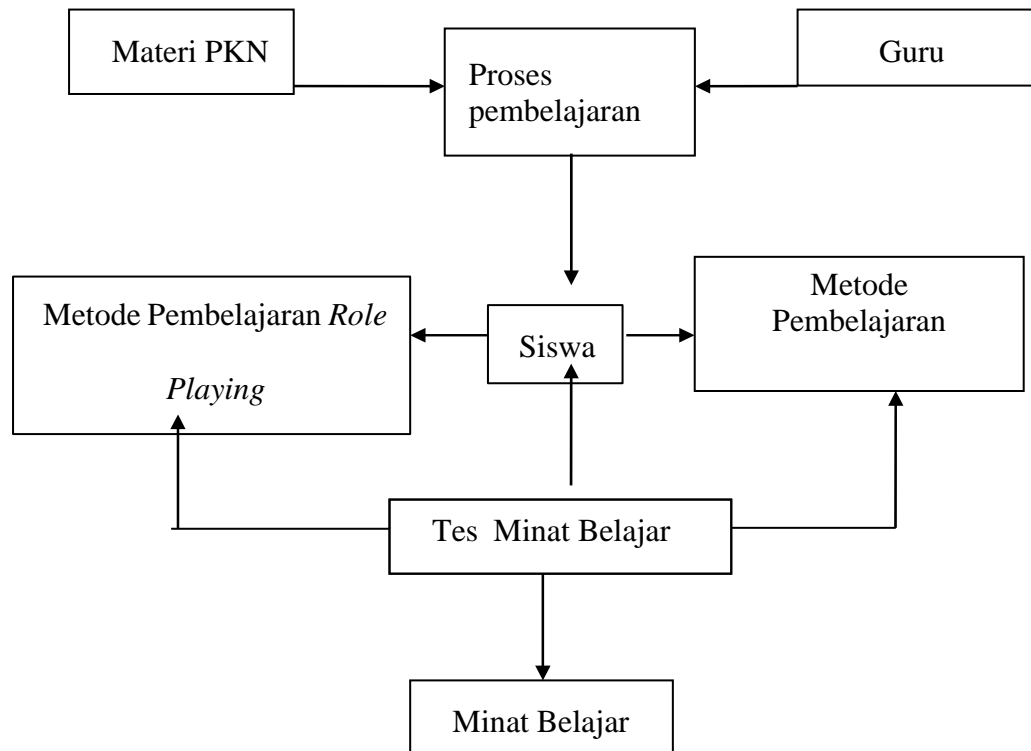 Materi PKN
Guru
Proses
pembelajaran
Metode Pembelajaran Role
Playing
Siswa
Metode
Pembelajaran
Tes Minat Belajar
Minat Belajar